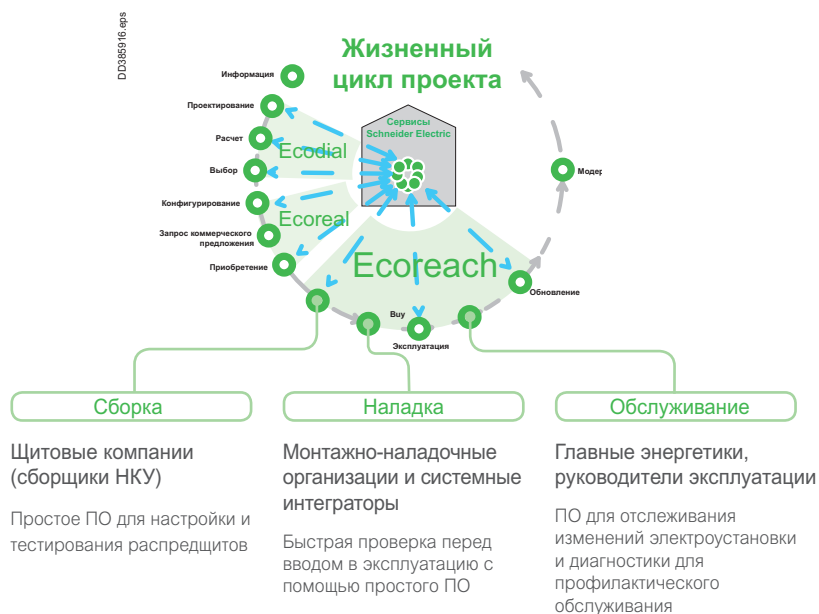 DD385916.eps
Жизненный
цикл проекта
Информация
Проектирование
Расчет
Выбор
Конфигурирование
Запрос коммерческого
предложения
Приобретение
Сервисы
Schneider Electric
Ecodial
Ecoreal
Ecoreach
Модер
Обновление
Buy
Эксплуатация
Сборка
Щитовые компании
(сборщики НКУ)
Простое ПО для настройки и
тестирования распредщитов
Наладка
Монтажно-наладочные
организации и системные
интеграторы
Быстрая проверка перед
вводом в эксплуатацию с
помощью простого ПО
Обслуживание
Главные энергетики,
руководители эксплуатации
ПО для отслеживания
изменений электроустановки
и диагностики для
профилактического
обслуживания